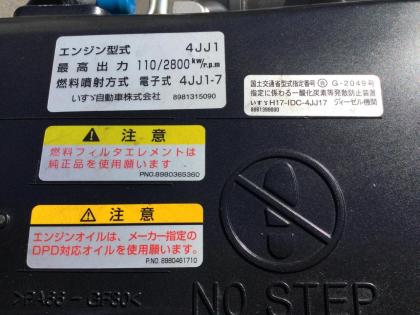 エンジン型式 4JJ1
最高出力 110/2800 kw/r.p.m
燃料噴射方式 電子式 4JJ1-7
いすゞ自動車株式会社 8981315090
国土交通省型式指定番号 G-2049号
指定に係わる一酸化炭素等発散防止装置
いすゞH17-IDC-4JJ17 ディーゼル機関
注意
燃料フィルタエレメントは
純正品を使用願います
PNO.8980365360
注意
エンジンオイルは、メーカー指定の
DPD対応オイルを使用願います。
P.NO. 8980461710
>PA66-GF30<
NO STEP